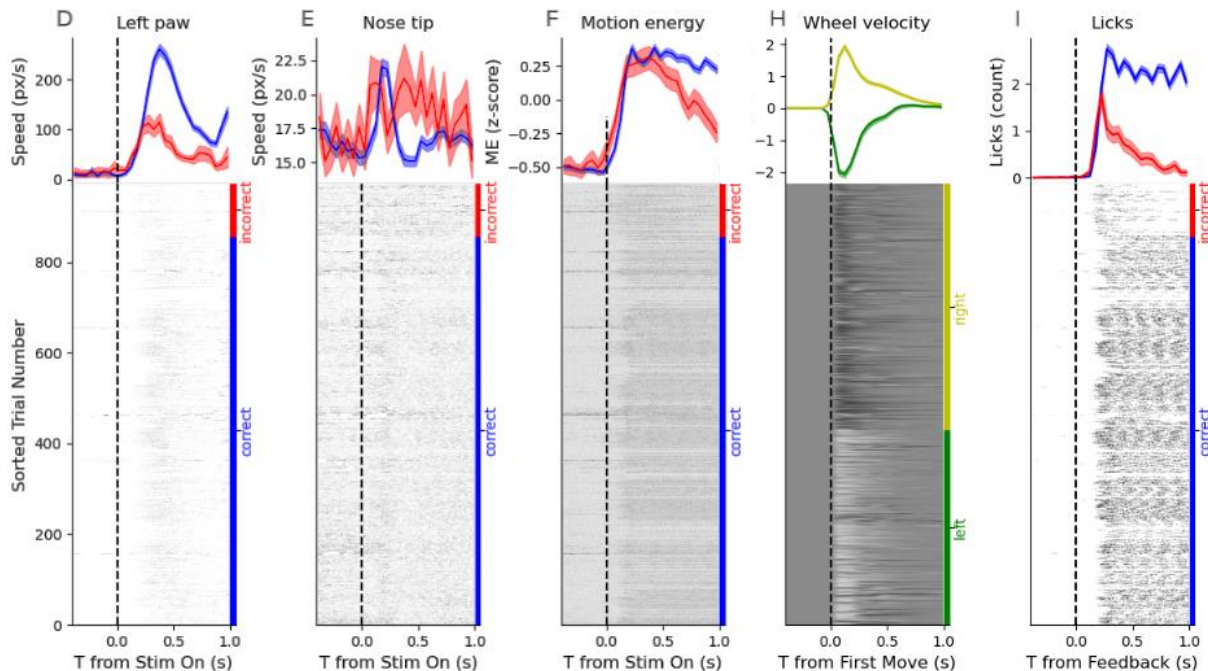 D Left paw
E Nose tip
F Motion energy
H Wheel velocity
I Licks
Speed (px/s)
200
100
0
Speed (px/s)
22.5
20.0
17.5
15.0
ME (z-score)
0.25
0.00
−0.25
−0.50
2
1
0
−1
−2
Licks (count)
2
1
0
Sorted Trial Number
800
600
400
200
0
incorrect
correct
incorrect
correct
incorrect
correct
right
left
incorrect
correct
0.0 0.5 1.0
T from Stim On (s)
0.0 0.5 1.0
T from Stim On (s)
0.0 0.5 1.0
T from Stim On (s)
0.0 0.5 1.0
T from First Move (s)
0.0 0.5 1.0
T from Feedback (s)